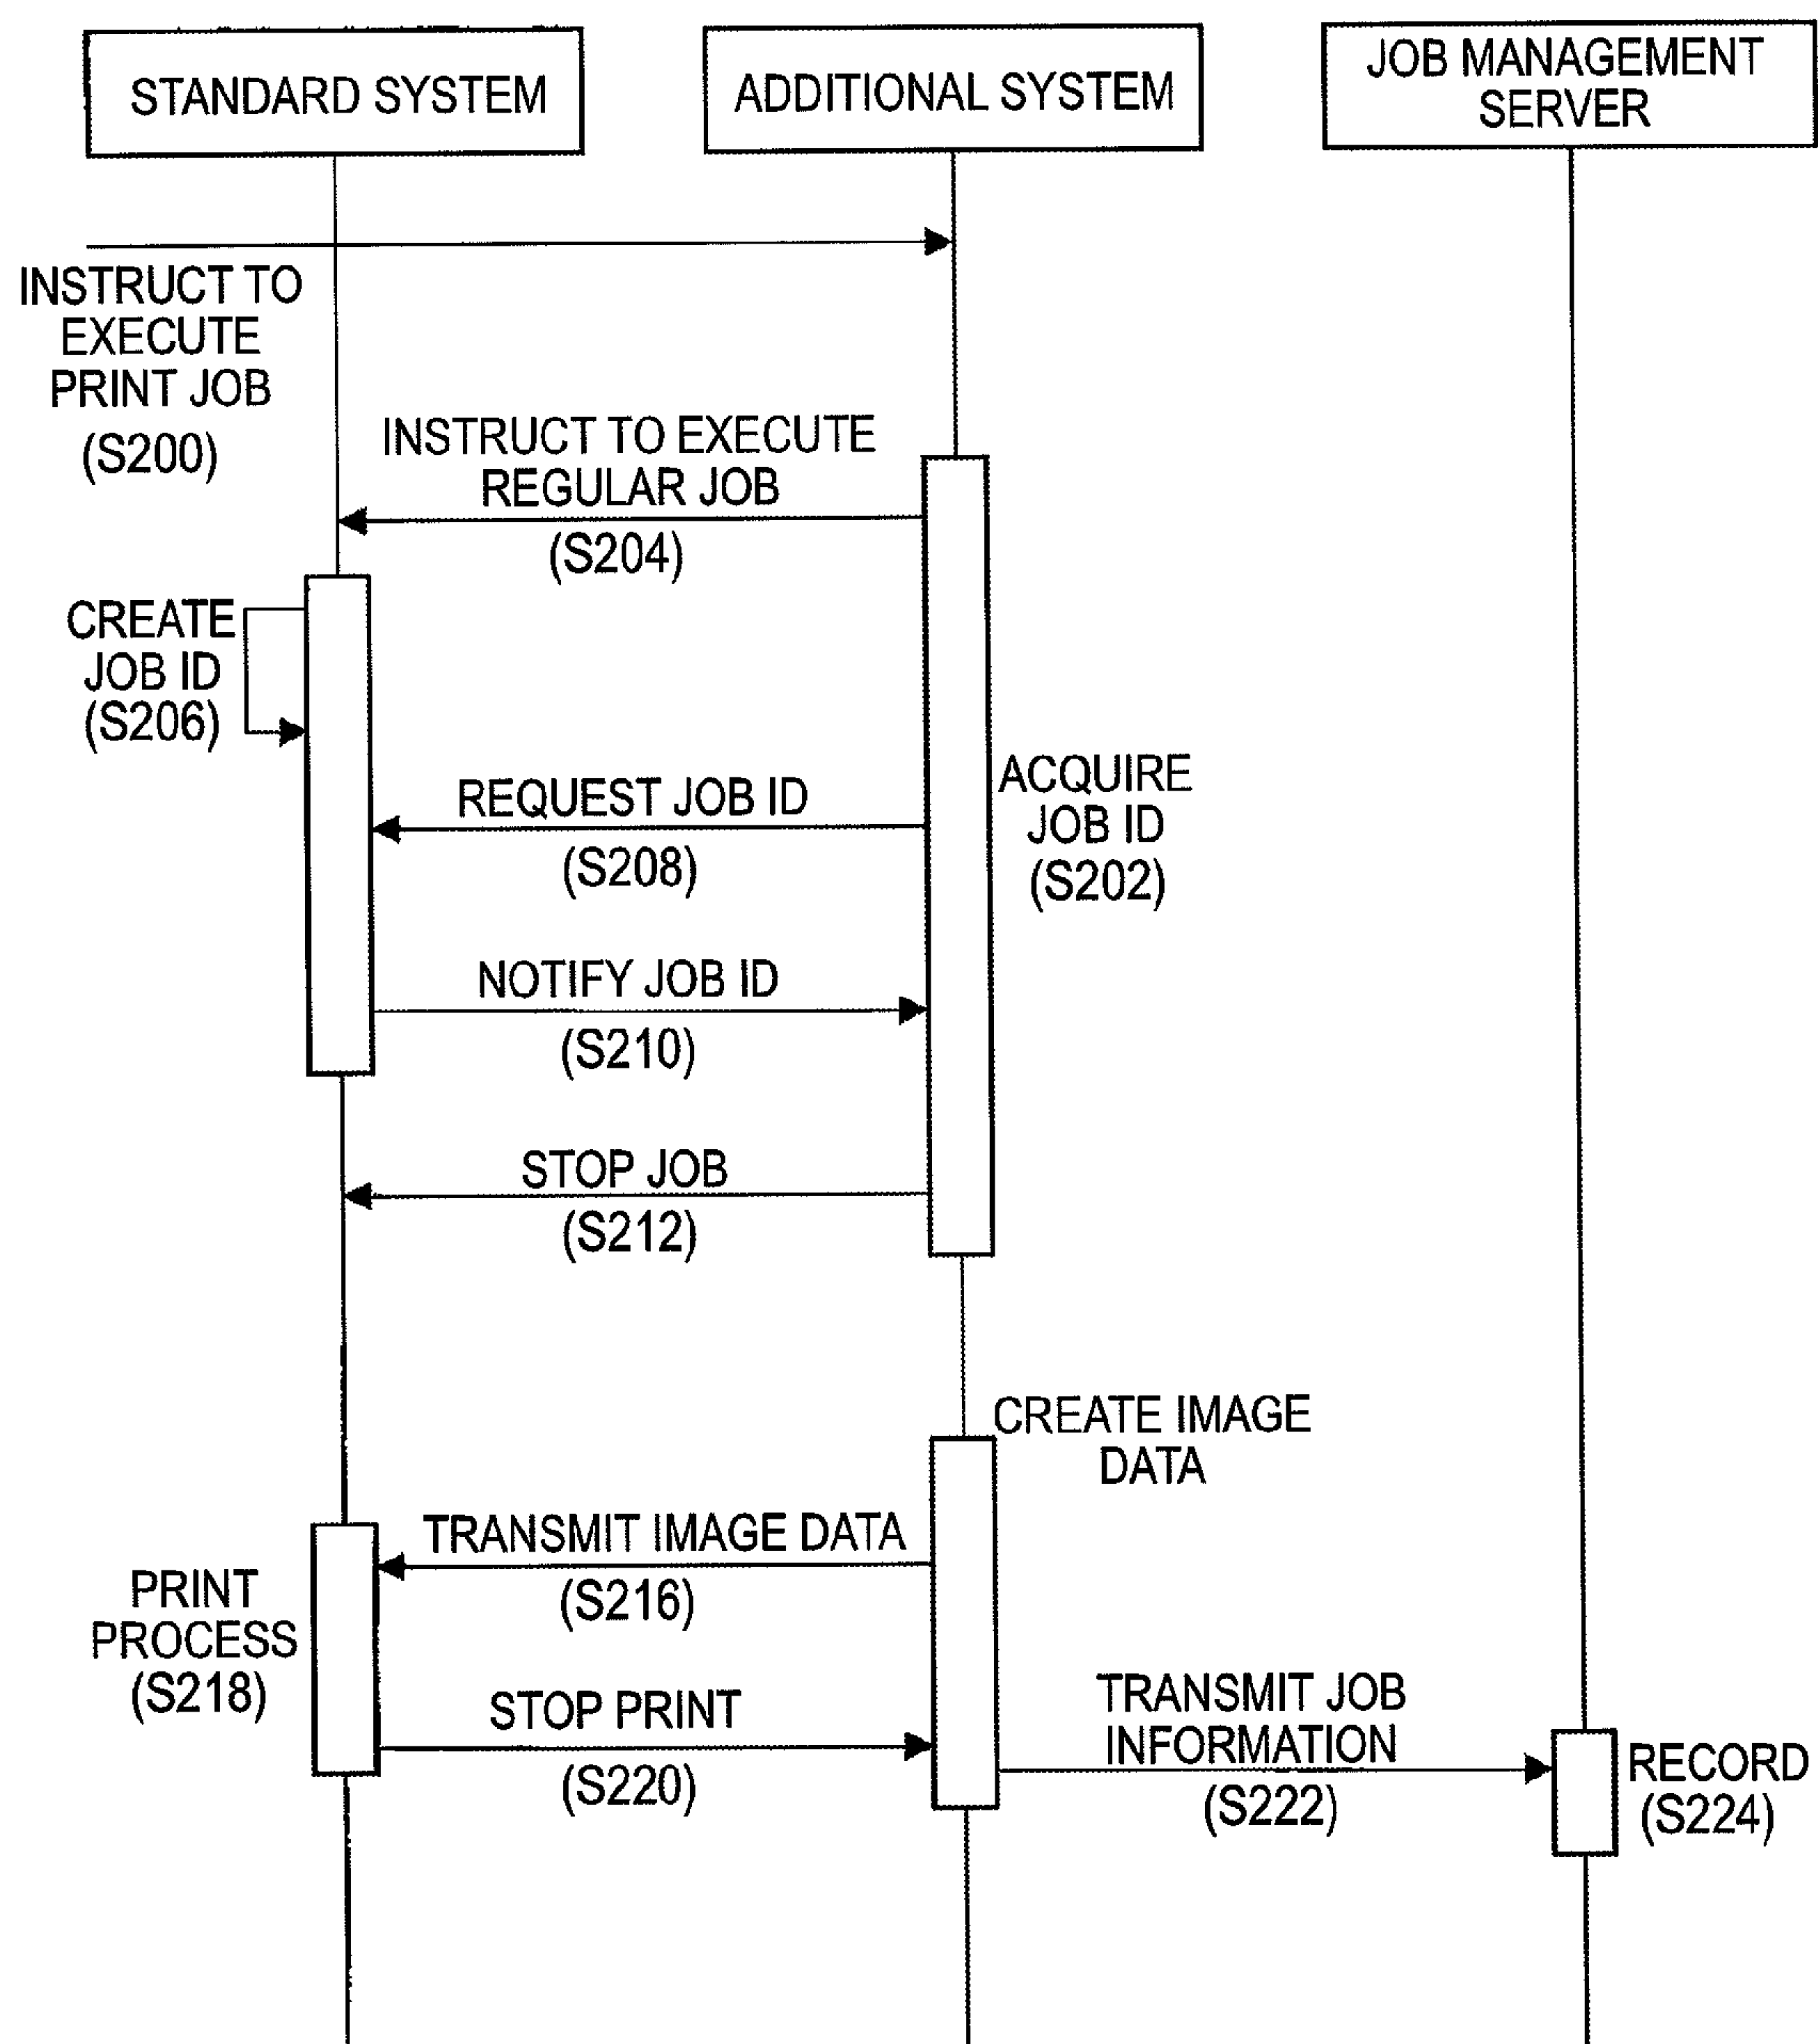 STANDARD SYSTEM
ADDITIONAL SYSTEM
JOB MANAGEMENT
SERVER
INSTRUCT TO
EXECUTE
PRINT JOB
(S200)
INSTRUCT TO EXECUTE
REGULAR JOB
(S204)
CREATE
JOB ID
(S206)
REQUEST JOB ID
(S208)
ACQUIRE
JOB ID
(S202)
NOTIFY JOB ID
(S210)
STOP JOB
(S212)
CREATE IMAGE
DATA
TRANSMIT IMAGE DATA
(S216)
PRINT
PROCESS
(S218)
STOP PRINT
(S220)
TRANSMIT JOB
INFORMATION
(S222)
RECORD
(S224)